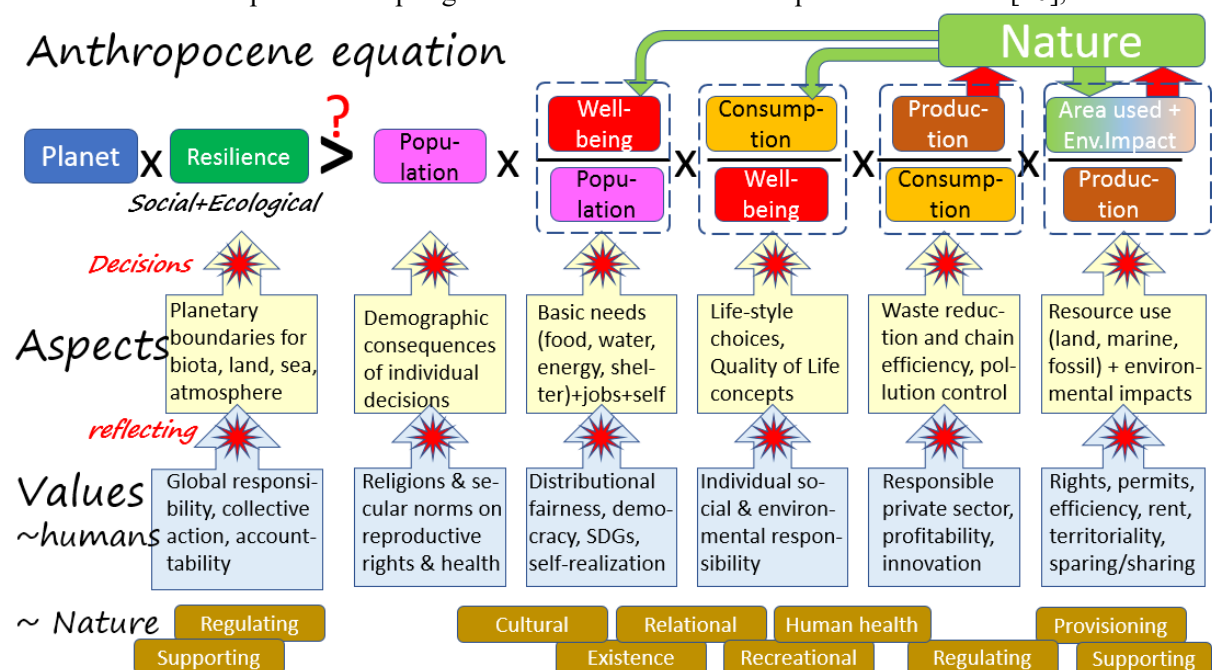 Anthropocene equation
Nature
Planet
x
Resilience
Social+Ecological
?
>
Popu-
lation
x
Well-
being
Popu-
lation
x
Consump-
tion
Well-
being
x
Produc-
tion
Consump-
tion
x
Area used +
Env.Impact
Produc-
tion
Decisions
Aspects
Planetary
boundaries for
biota, land, sea,
atmosphere
Demographic
consequences
of individual
decisions
Basic needs
(food, water,
energy, shel-
ter)+jobs+self
Life-style
choices,
Quality of Life
concepts
Waste reduc-
tion and chain
efficiency, pol-
lution control
Resource use
(land, marine,
fossil) + environ-
mental impacts
reflecting
Values
~humans
Global responsi-
bility, collective
action, account-
tability
Religions & se-
cular norms on
reproductive
rights & health
Distributional
fairness, demo-
cracy, SDGs,
self-realization
Individual so-
cial & environ-
mental respon-
sibility
Responsible
private sector,
profitability,
innovation
Rights, permits,
efficiency, rent,
territoriality,
sparing/sharing
~ Nature
Regulating
Supporting
Cultural
Relational
Human health
Provisioning
Existence
Recreational
Regulating
Supporting